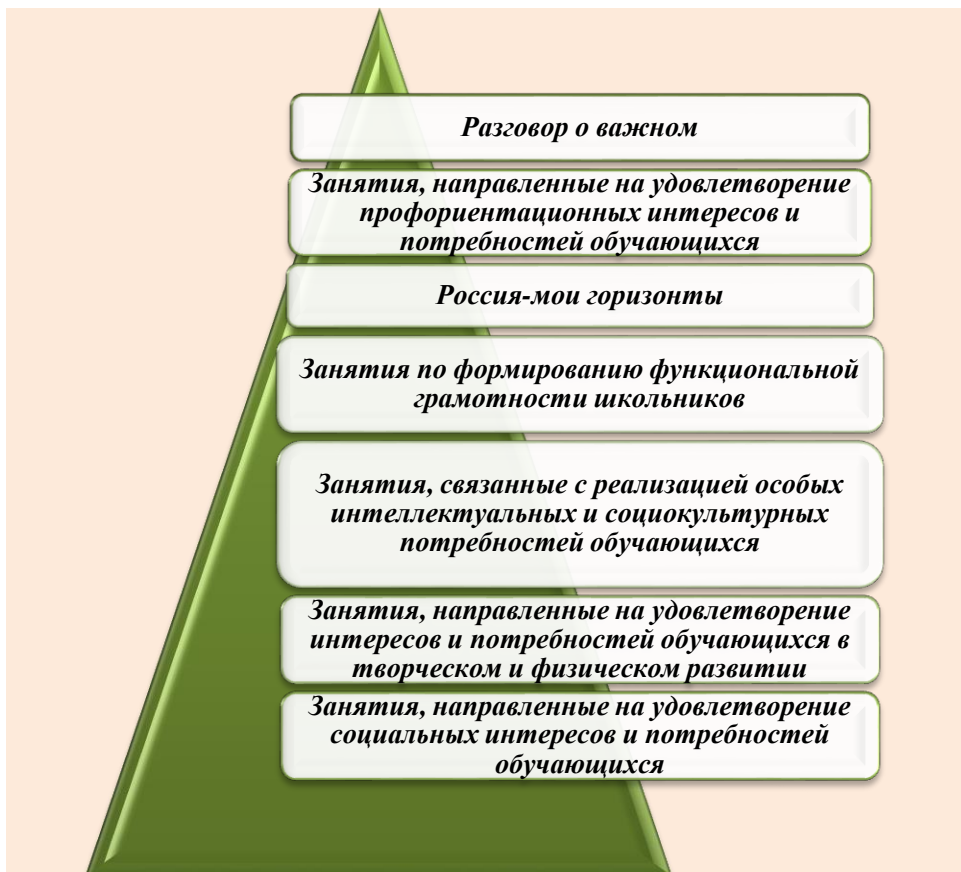 Разговор о важном
Занятия, направленные на удовлетворение
профориентационных интересов и
потребностей обучающихся
Россия-мои горизонты
Занятия по формированию функциональной
грамотности школьников
Занятия, связанные с реализацией особых
интеллектуальных и социокультурных
потребностей обучающихся
Занятия, направленные на удовлетворение
интересов и потребностей обучающихся в
творческом и физическом развитии
Занятия, направленные на удовлетворение
социальных интересов и потребностей
обучающихся